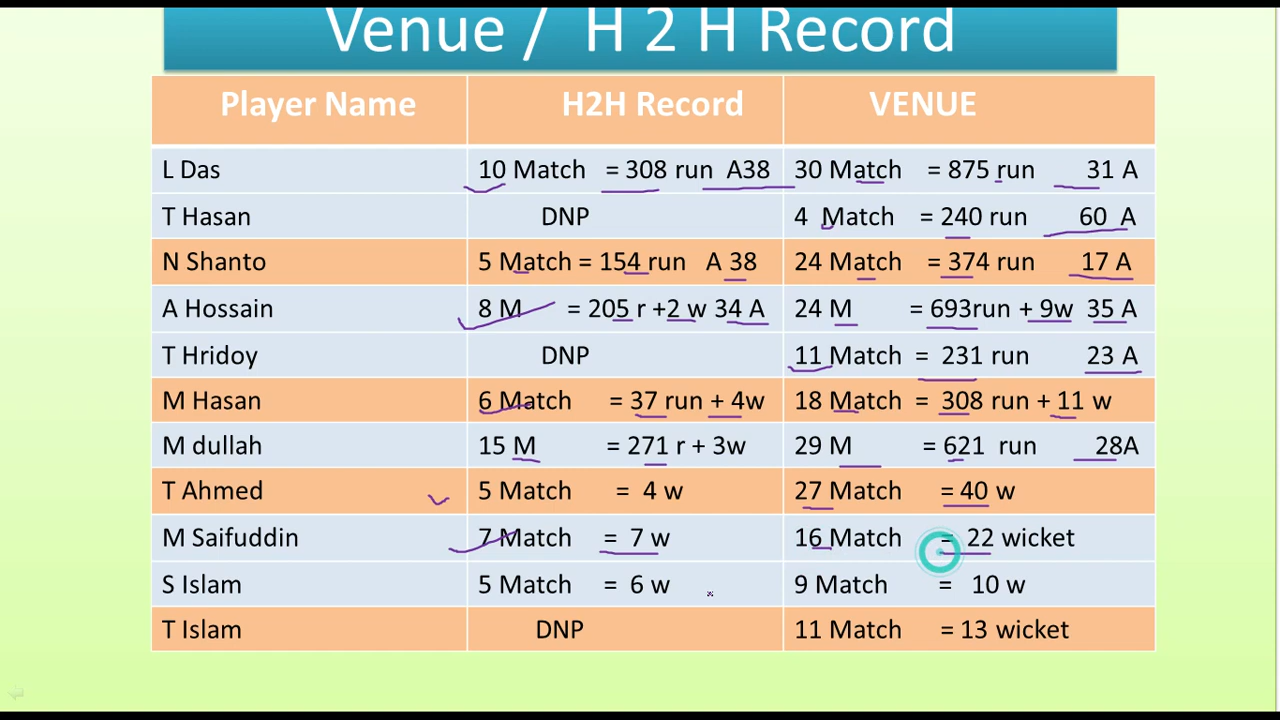 Venue / H 2 H Record
Player Name H2H Record VENUE
L Das 10 Match = 308 run A38 30 Match = 875 run 31 A
T Hasan DNP 4 Match = 240 run 60 A
N Shanto 5 Match = 154 run A 38 24 Match = 374 run 17 A
A Hossain 8 M = 205 r +2 w 34 A 24 M = 693run + 9w 35 A
T Hridoy DNP 11 Match = 231 run 23 A
M Hasan 6 Match = 37 run + 4w 18 Match = 308 run + 11 w
M dullah 15 M = 271 r + 3w 29 M = 621 run 28A
T Ahmed 5 Match = 4 w 27 Match = 40 w
M Saifuddin 7 Match = 7 w 16 Match = 22 wicket
S Islam 5 Match = 6 w 9 Match = 10 w
T Islam DNP 11 Match = 13 wicket